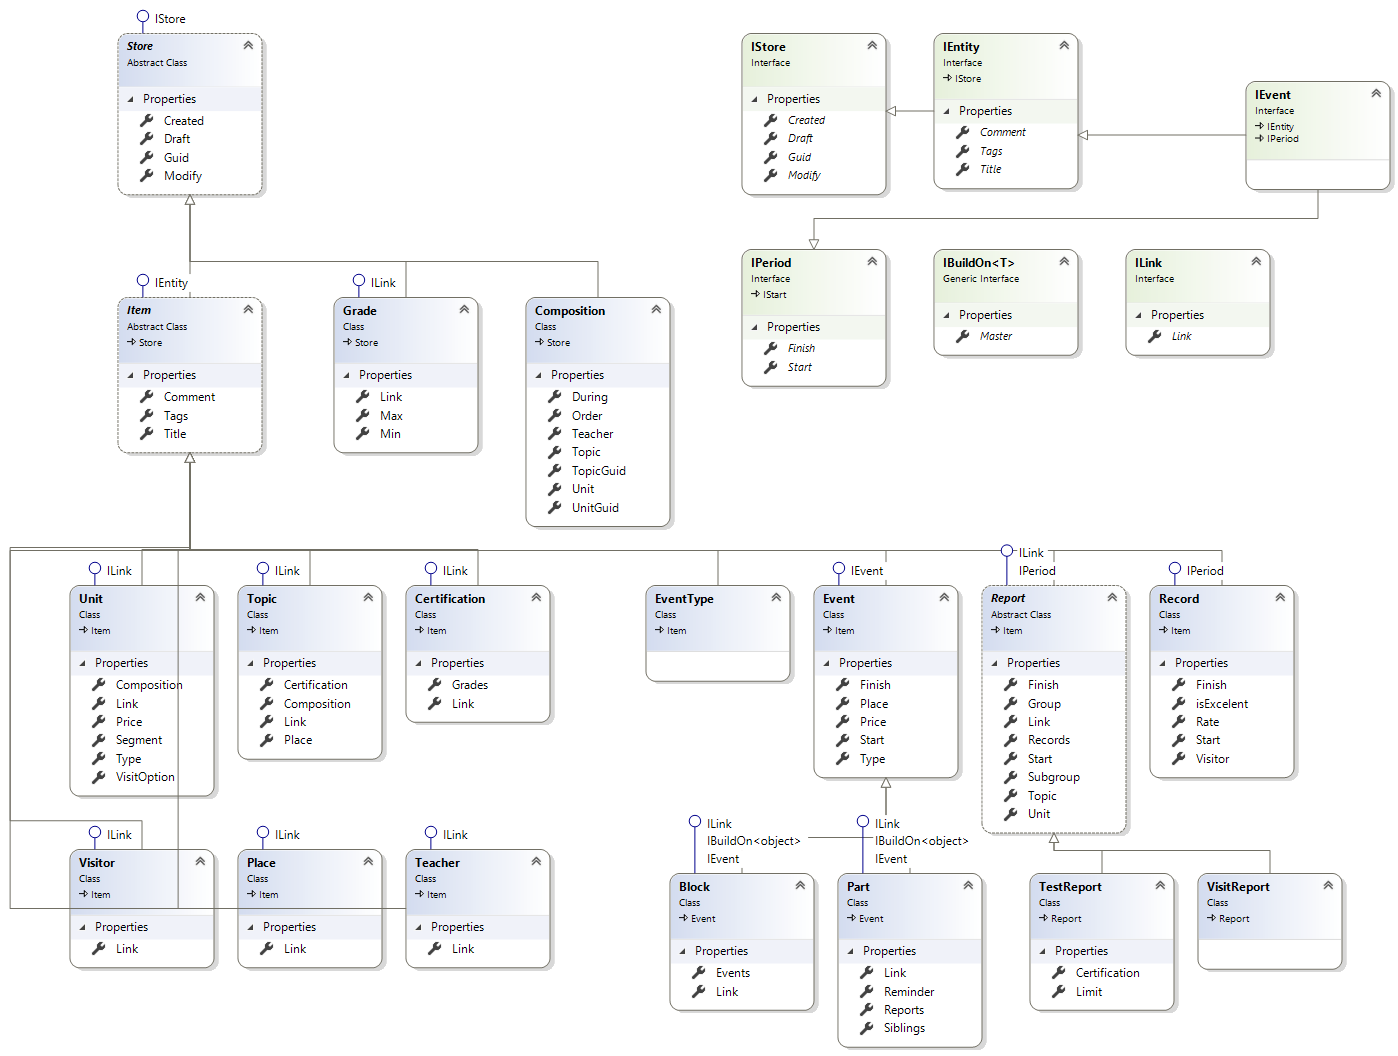 IStore
Store
Abstract Class
Properties
Created
Draft
Guid
Modify
IStore
Interface
Properties
Created
Draft
Guid
Modify
IEntity
Interface
IStore
Properties
Comment
Tags
Title
IEvent
Interface
IEntity
IPeriod
IEntity
Item
Abstract Class
Store
Properties
Comment
Tags
Title
ILink
Grade
Class
Store
Properties
Link
Max
Min
Composition
Class
Store
Properties
During
Order
Teacher
Topic
TopicGuid
Unit
UnitGuid
IPeriod
Interface
IStart
Properties
Finish
Start
IBuildOn<T>
Generic Interface
Properties
Master
ILink
Interface
Properties
Link
ILink
Unit
Class
Item
Properties
Composition
Link
Price
Segment
Type
VisitOption
ILink
Topic
Class
Item
Properties
Certification
Composition
Link
Place
ILink
Certification
Class
Item
Properties
Grades
Link
EventType
Class
Item
IEvent
Event
Class
Item
Properties
Finish
Place
Price
Start
Type
ILink
IPeriod
Report
Abstract Class
Item
Properties
Finish
Group
Link
Records
Start
Subgroup
Topic
Unit
IPeriod
Record
Class
Item
Properties
Finish
isExcelent
Rate
Start
Visitor
ILink
Visitor
Class
Item
Properties
Link
ILink
Place
Class
Item
Properties
Link
ILink
Teacher
Class
Item
Properties
Link
ILink
IBuildOn<object>
IEvent
Block
Class
Event
Properties
Events
Link
ILink
IBuildOn<object>
IEvent
Part
Class
Event
Properties
Link
Reminder
Reports
Siblings
TestReport
Class
Report
Properties
Certification
Limit
VisitReport
Class
Report